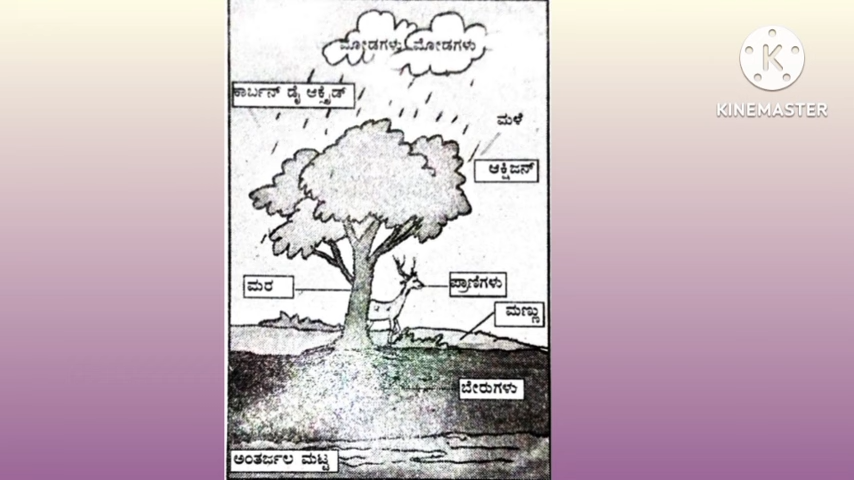 ಮೋಡಗಳು ಮೋಡಗಳು
ಕಾರ್ಬನ್ ಡೈ ಆಕ್ಸೈಡ್
ಮಳೆ
ಆಕ್ಸಿಜನ್
ಮರ
ಪ್ರಾಣಿಗಳು
ಮಣ್ಣು
ಬೇರುಗಳು
ಅಂತರ್ಜಲ ಮಟ್ಟ
KINEMASTER